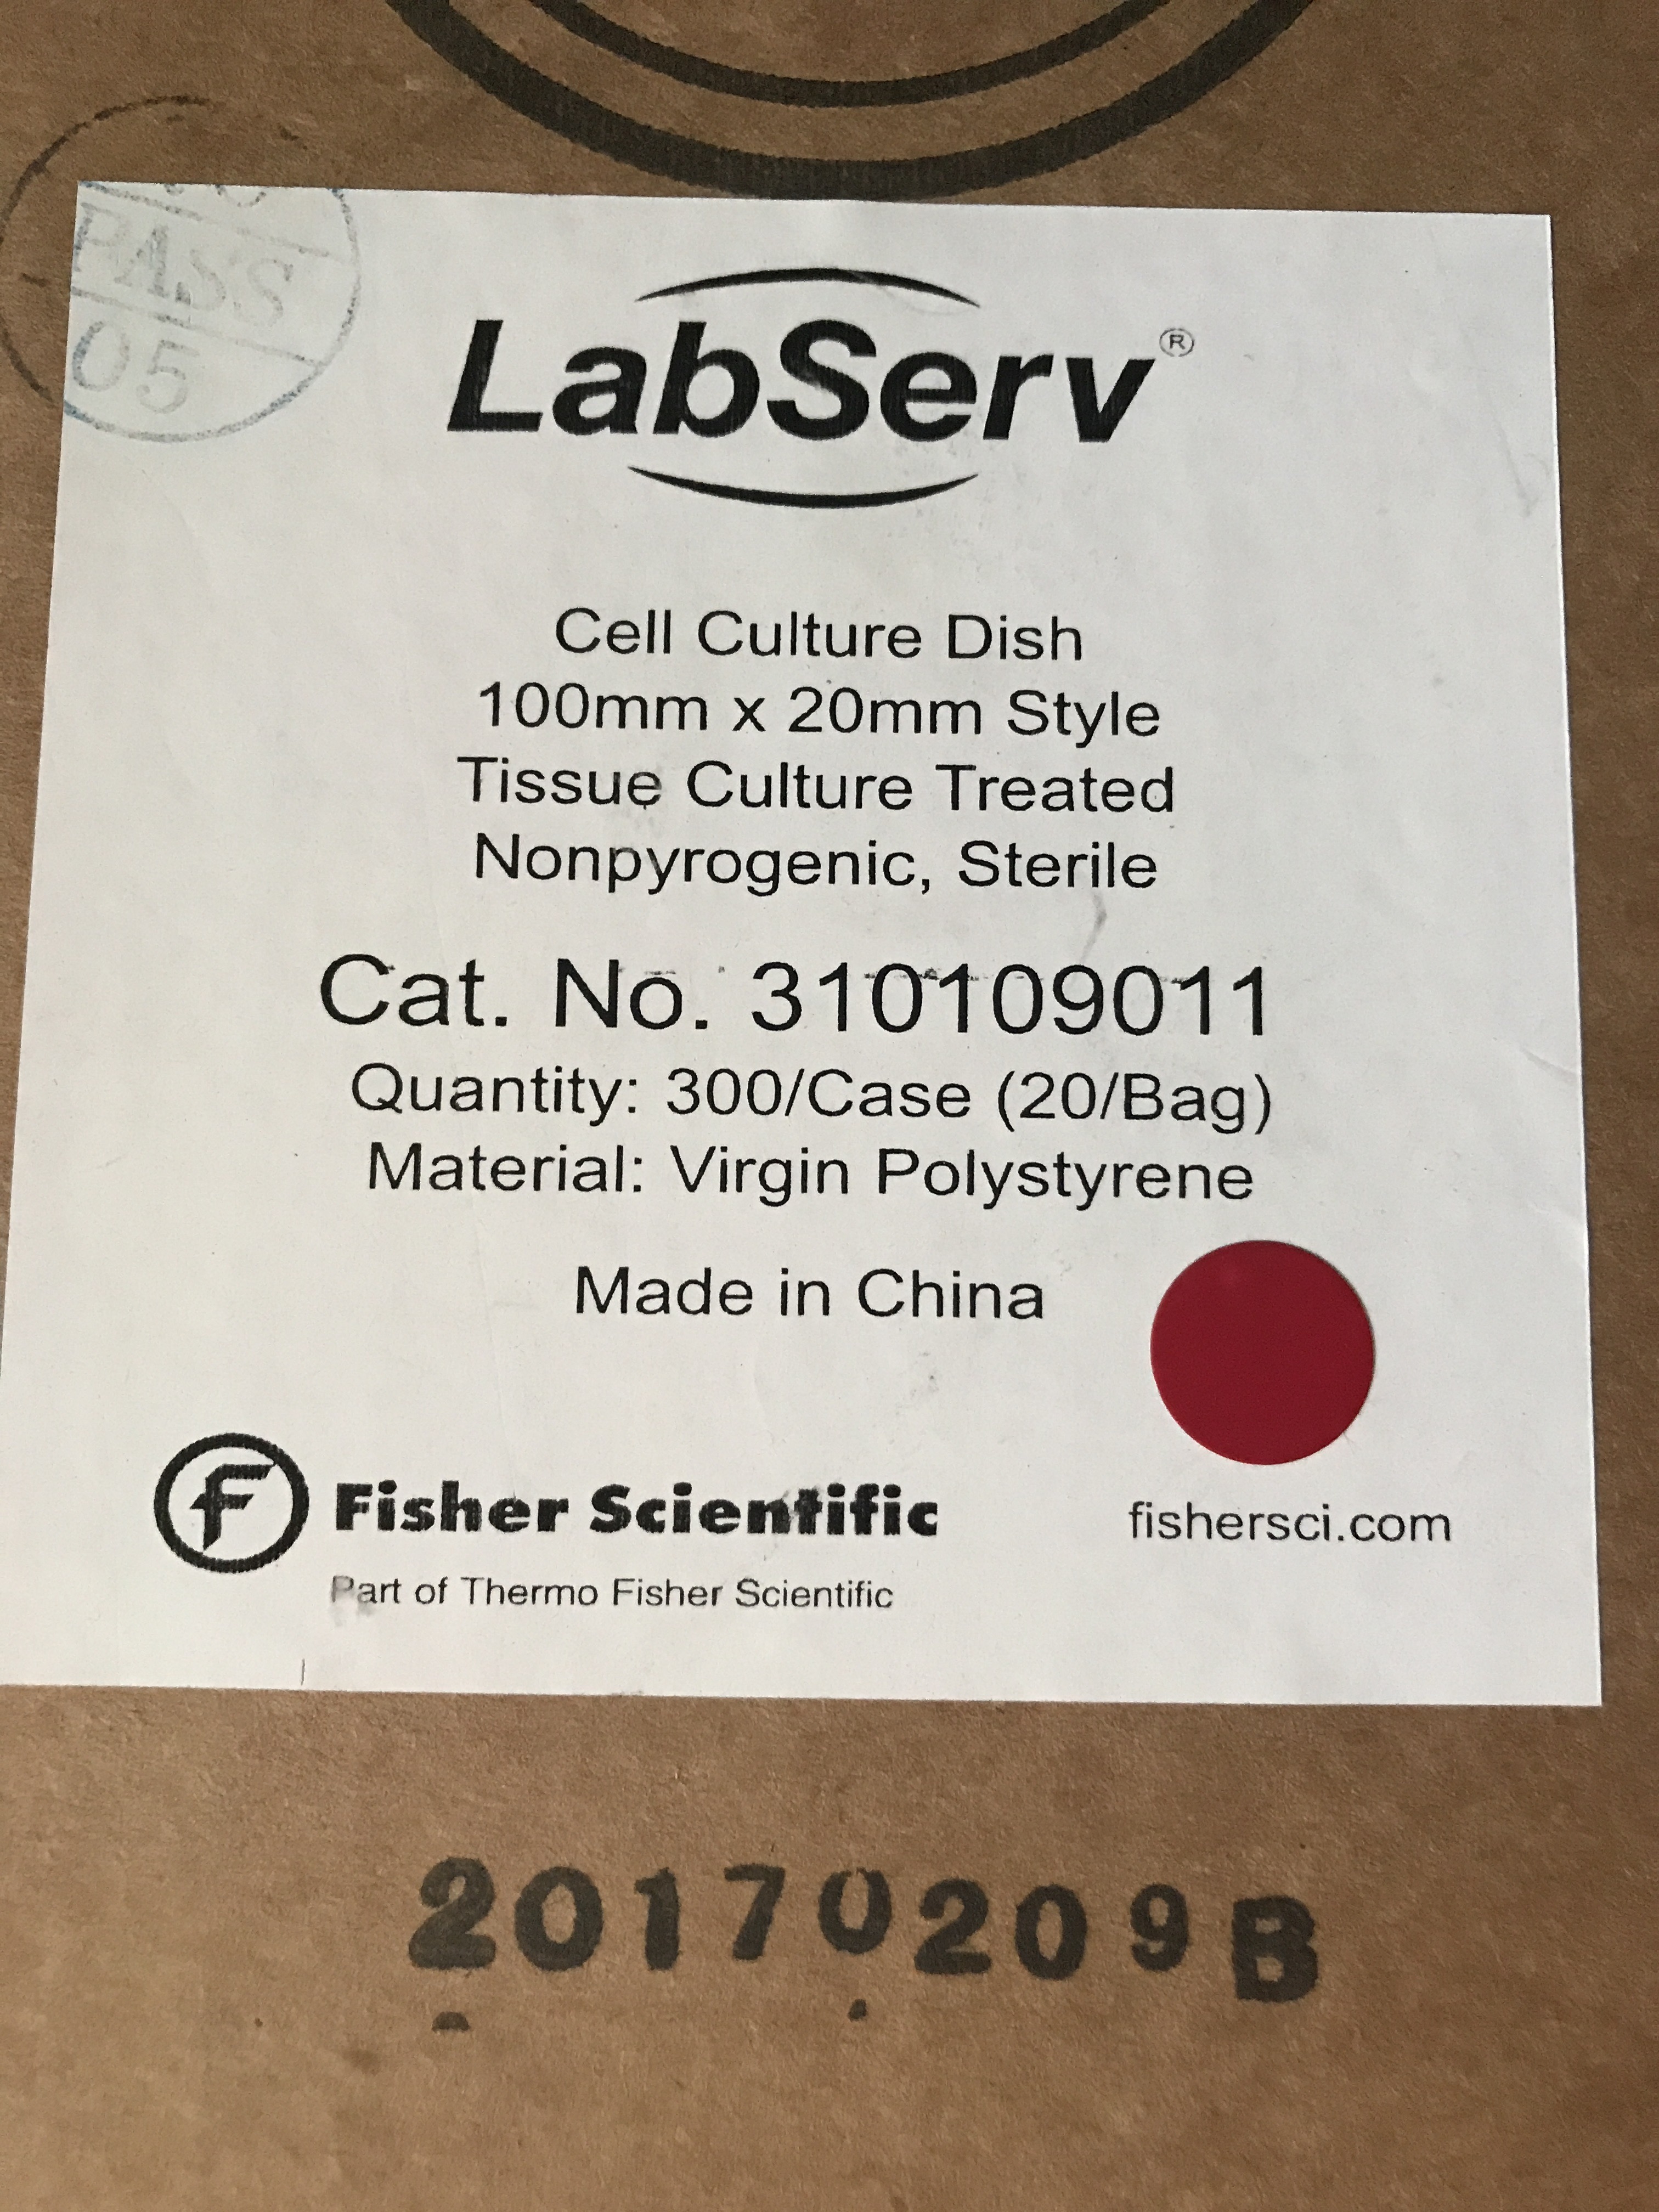 PASS
05
LabServ®
Cell Culture Dish
100mm x 20mm Style
Tissue Culture Treated
Nonpyrogenic, Sterile
Cat. No. 310109011
Quantity: 300/Case (20/Bag)
Material: Virgin Polystyrene
Made in China
F Fisher Scientific
fishersci.com
Part of Thermo Fisher Scientific
20170209B